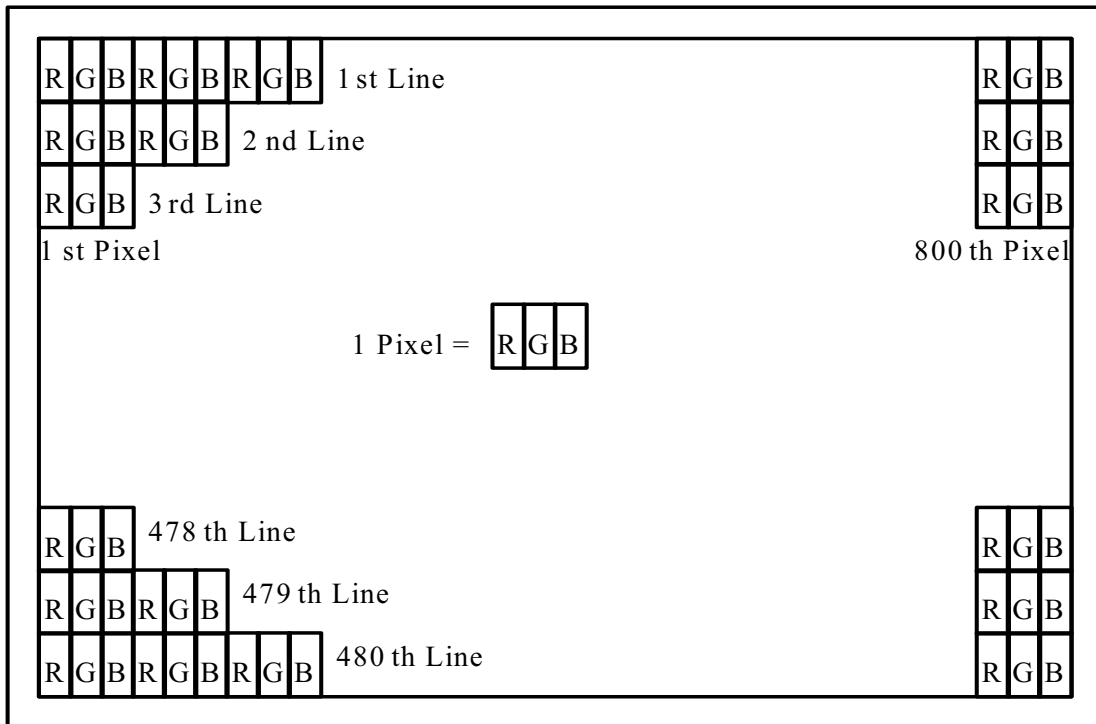 R G B R G B R G B 1 st Line R G B
R G B R G B 2 nd Line R G B
R G B 3 rd Line R G B
1 st Pixel 800 th Pixel
1 Pixel = R G B
R G B 478 th Line R G B
R G B R G B 479 th Line R G B
R G B R G B R G B 480 th Line R G B